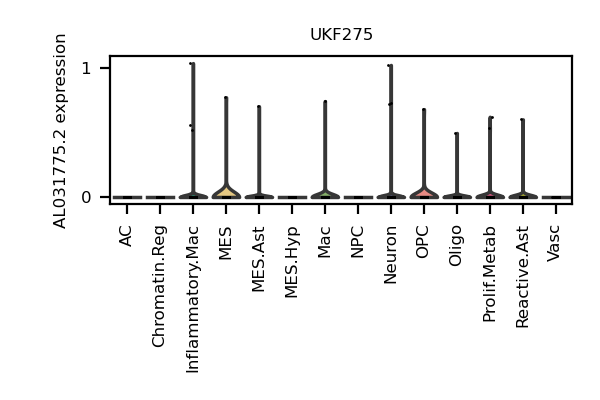 UKF275
AL031775.2 expression
1
0
AC
Chromatin.Reg
Inflammatory.Mac
MES
MES.Ast
MES.Hyp
Mac
NPC
Neuron
OPC
Oligo
Prolif.Metab
Reactive.Ast
Vasc